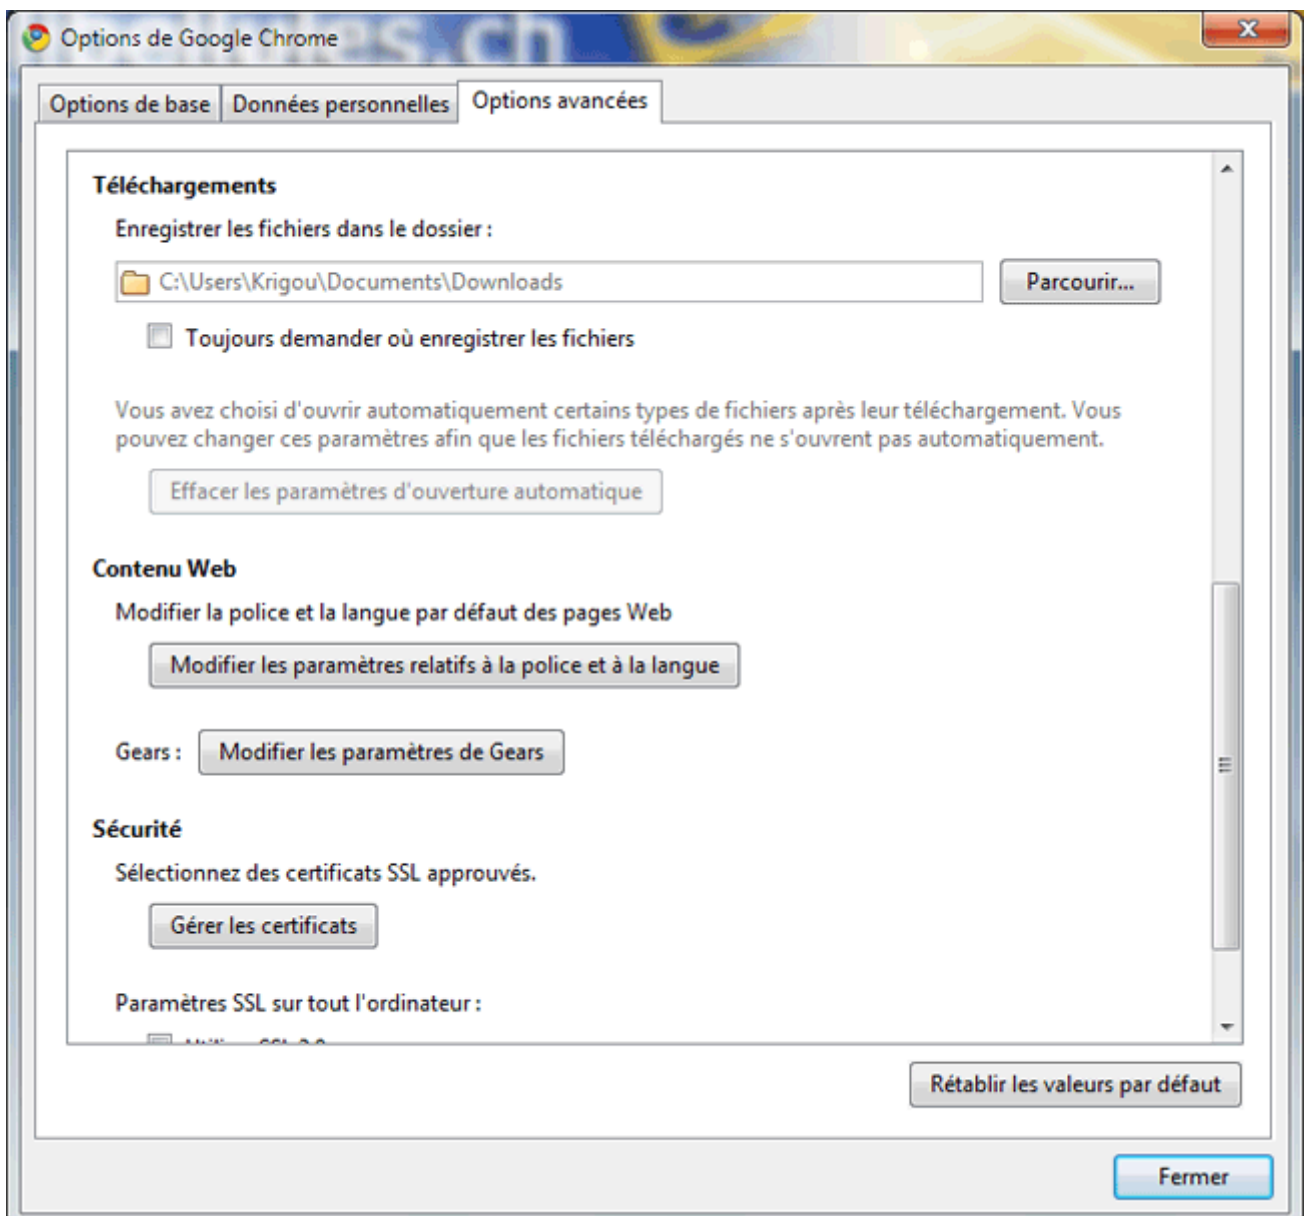 Options de Google Chrome
Options de base
Données personnelles
Options avancées
Téléchargements
Enregistrer les fichiers dans le dossier :
C:\Users\Krigou\Documents\Downloads
Parcourir...
Toujours demander où enregistrer les fichiers
Vous avez choisi d'ouvrir automatiquement certains types de fichiers après leur téléchargement. Vous
pouvez changer ces paramètres afin que les fichiers téléchargés ne s'ouvrent pas automatiquement.
Effacer les paramètres d'ouverture automatique
Contenu Web
Modifier la police et la langue par défaut des pages Web
Modifier les paramètres relatifs à la police et à la langue
Gears :
Modifier les paramètres de Gears
Sécurité
Sélectionnez des certificats SSL approuvés.
Gérer les certificats
Paramètres SSL sur tout l'ordinateur :
Rétablir les valeurs par défaut
Fermer